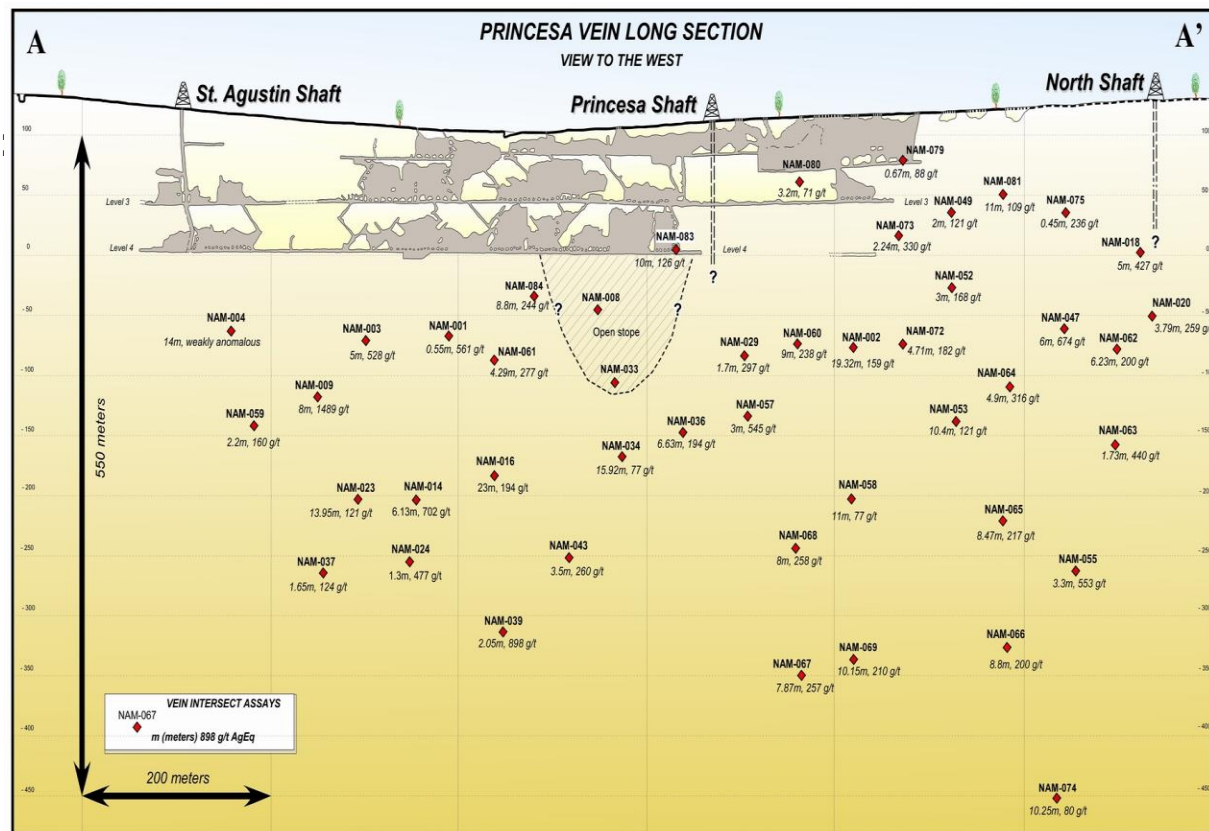 A
PRINCESA VEIN LONG SECTION
A'
VIEW TO THE WEST
St. Agustin Shaft
Princesa Shaft
North Shaft
100
100
NAM-079
0.67m, 88 g/t
NAM-080
3.2m, 71 g/t
NAM-081
11m, 109 g/t
50
Level 3
Level 3
50
NAM-049
2m, 121 g/t
NAM-075
0.45m, 236 g/t
NAM-073
2.24m, 330 g/t
NAM-083
10m, 126 g/t
0
Level 4
Level 4
0
NAM-018
5m, 427 g/t
?
?
NAM-052
3m, 168 g/t
NAM-084
8.8m, 244 g/t
?
NAM-008
?
Open stope
-50
-50
NAM-004
14m, weakly anomalous
NAM-003
5m, 528 g/t
NAM-001
0.55m, 561 g/t
NAM-061
4.29m, 277 g/t
NAM-029
1.7m, 297 g/t
NAM-060
9m, 238 g/t
NAM-002
19.32m, 159 g/t
NAM-072
4.71m, 182 g/t
NAM-047
6m, 674 g/t
NAM-020
3.79m, 259 g/t
NAM-062
6.23m, 200 g/t
-100
-100
NAM-033
NAM-009
8m, 1489 g/t
NAM-064
4.9m, 316 g/t
NAM-059
2.2m, 160 g/t
NAM-057
3m, 545 g/t
NAM-053
10.4m, 121 g/t
NAM-036
6.63m, 194 g/t
-150
-150
NAM-063
1.73m, 440 g/t
NAM-034
15.92m, 77 g/t
NAM-016
23m, 194 g/t
550 meters
-200
NAM-023
13.95m, 121 g/t
NAM-014
6.13m, 702 g/t
NAM-058
11m, 77 g/t
NAM-065
8.47m, 217 g/t
-250
-250
NAM-037
1.65m, 124 g/t
NAM-024
1.3m, 477 g/t
NAM-043
3.5m, 260 g/t
NAM-068
8m, 258 g/t
NAM-055
3.3m, 553 g/t
-300
-300
NAM-039
2.05m, 898 g/t
NAM-066
8.8m, 200 g/t
NAM-069
10.15m, 210 g/t
NAM-067
7.87m, 257 g/t
-350
-350
VEIN INTERSECT ASSAYS
NAM-067
m (meters) 898 g/t AgEq
-400
-400
200 meters
-450
-450
NAM-074
10.25m, 80 g/t